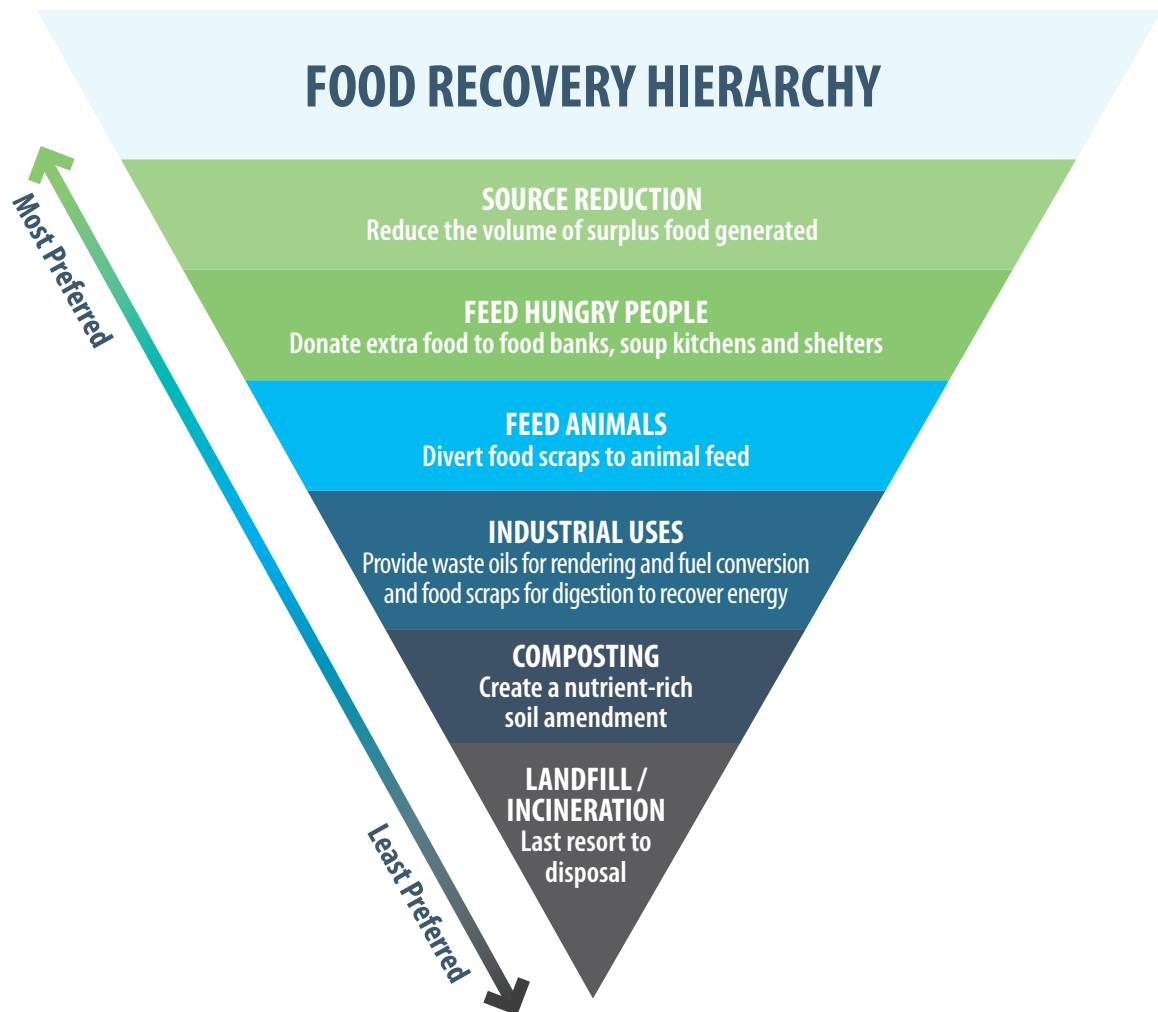 FOOD RECOVERY HIERARCHY
Most Preferred
SOURCE REDUCTION
Reduce the volume of surplus food generated
FEED HUNGRY PEOPLE
Donate extra food to food banks, soup kitchens and shelters
FEED ANIMALS
Divert food scraps to animal feed
INDUSTRIAL USES
Provide waste oils for rendering and fuel conversion
and food scraps for digestion to recover energy
COMPOSTING
Create a nutrient-rich
soil amendment
LANDFILL /
INCINERATION
Last resort to
disposal
Least Preferred